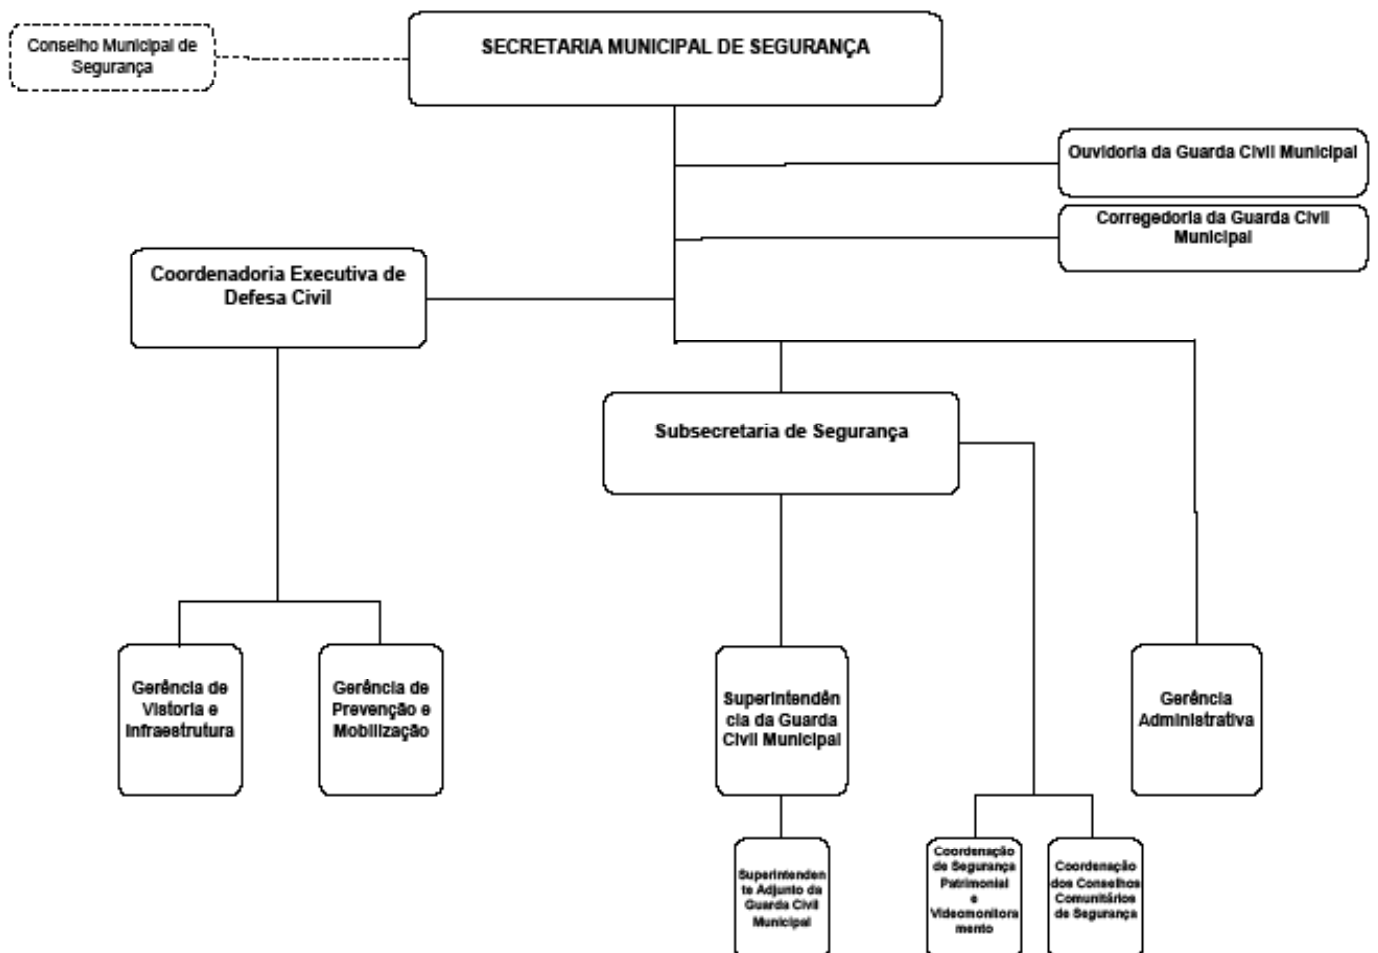 Conselho Municipal de
Segurança
SECRETARIA MUNICIPAL DE SEGURANÇA
Ouvidoria da Guarda Civil Municipal
Corregedoria da Guarda Civil
Municipal
Coordenadoria Executiva de
Defesa Civil
Subsecretaria de Segurança
Gerência de
Vistoria e
Infraestrutura
Gerência de
Prevenção e
Mobilização
Superintendên
cia da Guarda
Civil Municipal
Gerência
Administrativa
Superintenden
te Adjunto da
Guarda Civil
Municipal
Coordenação
de Segurança
Patrimonial
e
Videomonitora
mento
Coordenação
dos Conselhos
Comunitários
de Segurança